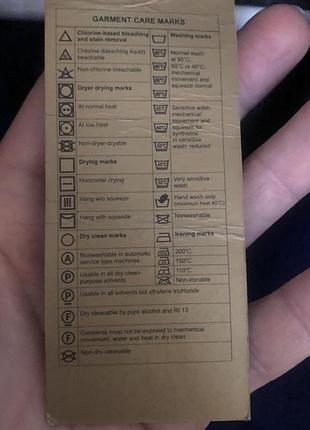 GARMENT CARE MARKS
Chlorine-based bleaching
and stain removal
Washing marks
Chlorine (bleaching liquid)
beachable
Normal wash:
at 95°C,
60°C or 40°C;
mechanical
movement and
squeeze normal
Non-chlorine-bleachable
Dryer drying marks
At normal heat
Sensitive wash:
mechanical
movement and
squeeze for
synthetics
in sensitive
wash: reduced
At low heat
Non-dryer-dryable
Drying marks
Horizontal drying
Very sensitive
wash
Hang w/o squeeze
Hand wash only
(maximum heat 40°C)
Hang with squeeze
Nonwashable
Dry clean marks
Ironing marks
A
Nonwashable in automatic
service type machines
200°C
150°C
P
Usable in all dry-clean-
purpose solvents
110°C
Non-ironable
P
Usable in all solvents but ethylene trichloride
F
Dry cleanable by pure alcohol and RI 13
F
Garments must not be exposed to mechanical
movement, water and heat in dry clean
Non-dry-cleanable